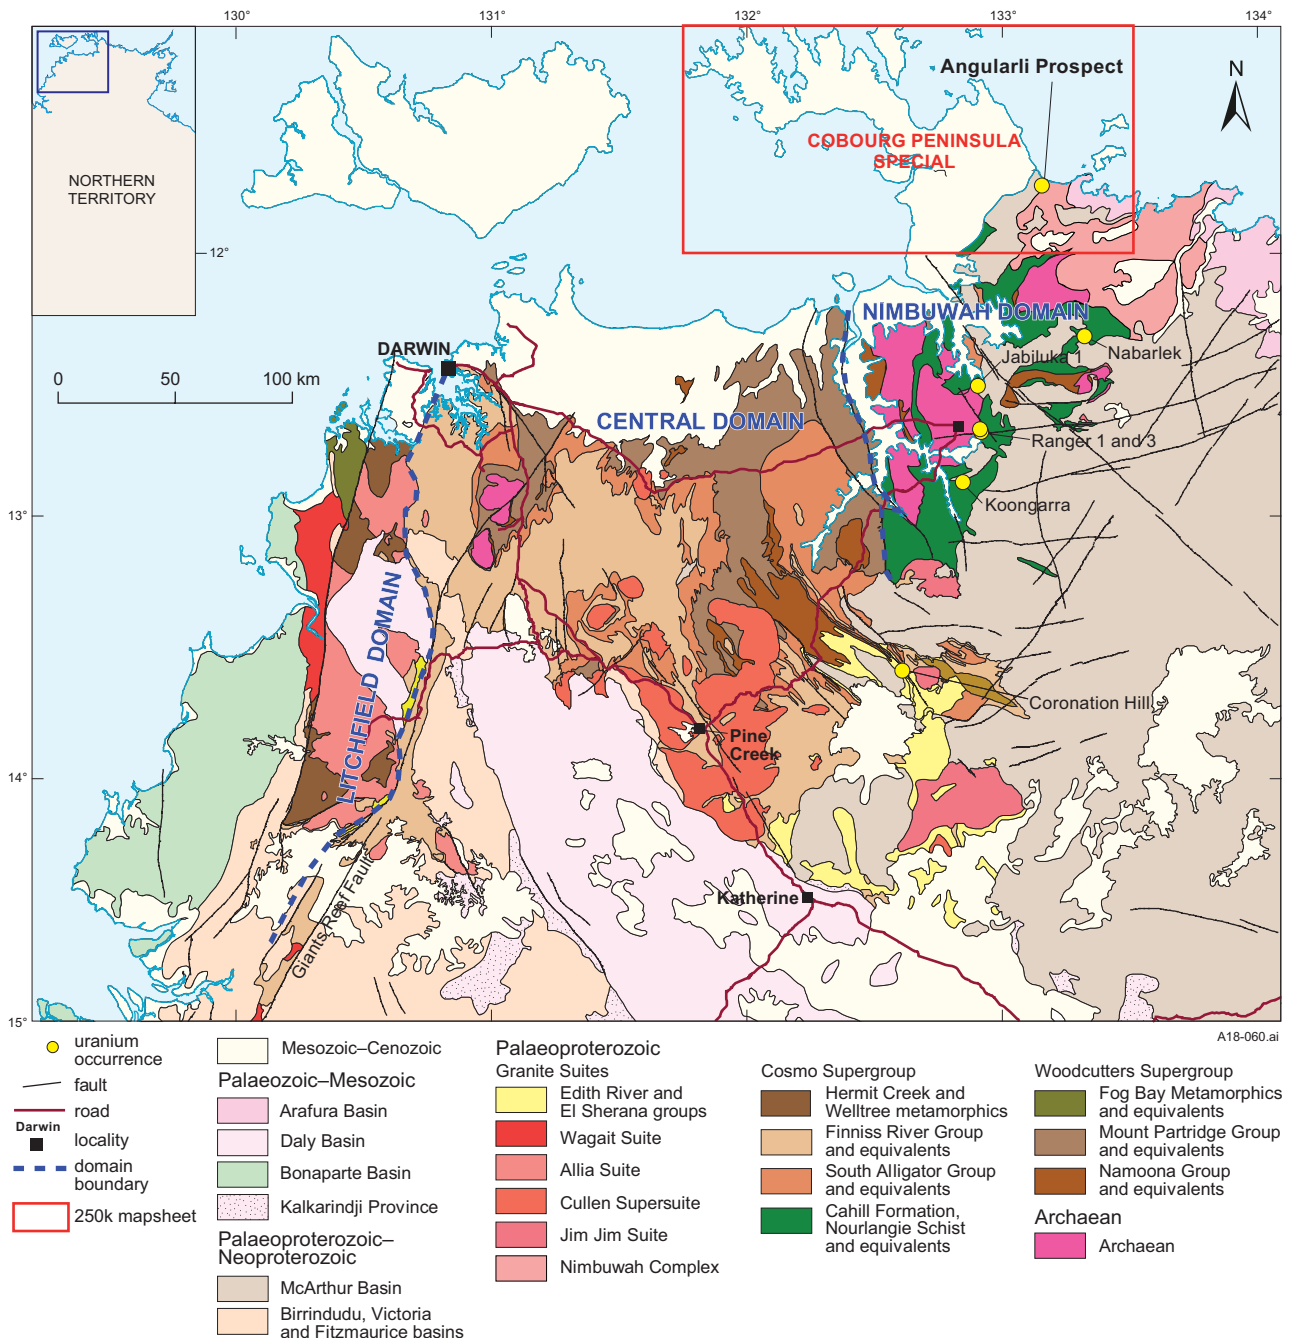 130°
131°
132°
133°
134°
Angularli Prospect
N
COBOURG PENINSULA
SPECIAL
NORTHERN
TERRITORY
12°
NIMBUWAH DOMAIN
DARWIN
Jabiluka 1
Nabarlek
0
50
100 km
CENTRAL DOMAIN
Ranger 1 and 3
Koongarra
13°
LITCHFIELD DOMAIN
Coronation Hill
Pine
Creek
14°
Giants Reef Fault
Katherine
15°
A18-060.ai
uranium
occurrence
fault
road
Darwin
locality
domain
boundary
250k mapsheet
Mesozoic–Cenozoic
Palaeozoic–Mesozoic
Arafura Basin
Daly Basin
Bonaparte Basin
Kalkarindji Province
Palaeoproterozoic–
Neoproterozoic
McArthur Basin
Birrindudu, Victoria
and Fitzmaurice basins
Palaeoproterozoic
Granite Suites
Edith River and
El Sherana groups
Wagait Suite
Allia Suite
Cullen Supersuite
Jim Jim Suite
Nimbuwah Complex
Cosmo Supergroup
Hermit Creek and
Welltree metamorphics
Finniss River Group
and equivalents
South Alligator Group
and equivalents
Cahill Formation,
Nourlangie Schist
and equivalents
Woodcutters Supergroup
Fog Bay Metamorphics
and equivalents
Mount Partridge Group
and equivalents
Namoona Group
and equivalents
Archaean
Archaean